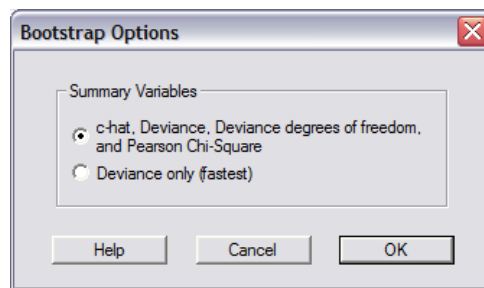 Bootstrap Options
Summary Variables
c-hat, Deviance, Deviance degrees of freedom,
and Pearson Chi-Square
Deviance only (fastest)
Help
Cancel
OK